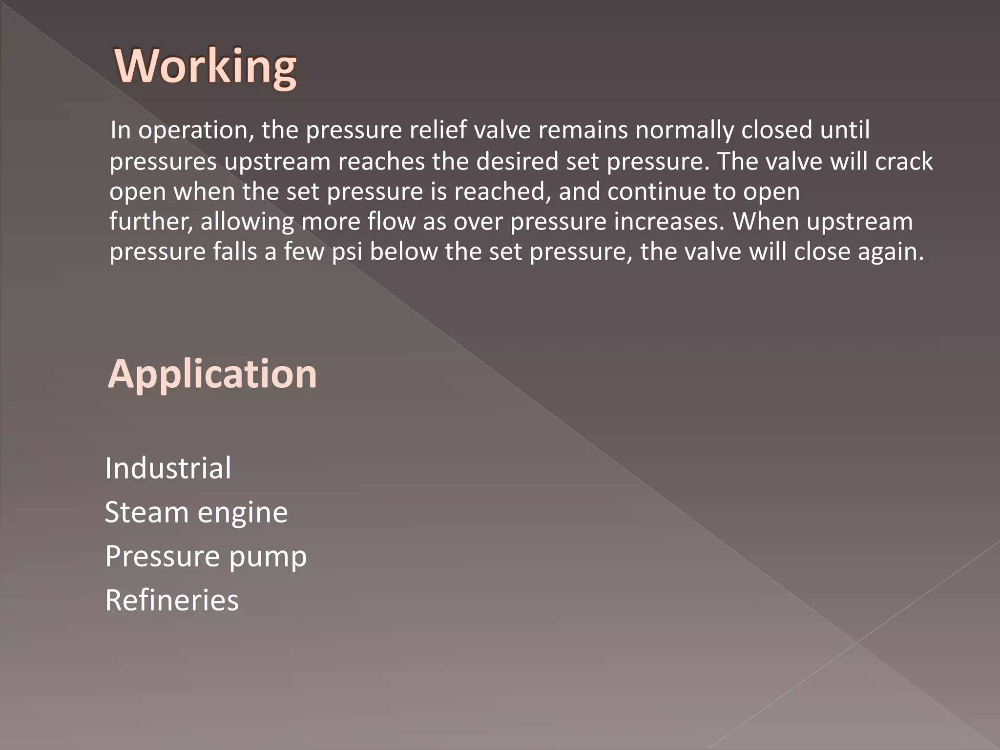 Working
In operation, the pressure relief valve remains normally closed until
pressures upstream reaches the desired set pressure. The valve will crack
open when the set pressure is reached, and continue to open
further, allowing more flow as over pressure increases. When upstream
pressure falls a few psi below the set pressure, the valve will close again.
Application
Industrial
Steam engine
Pressure pump
Refineries